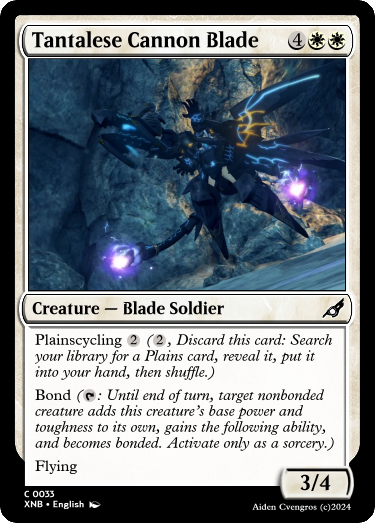 Tantalese Cannon Blade 4
Creature — Blade Soldier
Plainscycling 2 (2, Discard this card: Search
your library for a Plains card, reveal it, put it
into your hand, then shuffle.)
Bond (: Until end of turn, target nonbonded
creature adds this creature's base power and
toughness to its own, gains the following ability,
and becomes bonded. Activate only as a sorcery.)
Flying
3/4
C 0033
XNB • English
Aiden Cvengros (c)2024